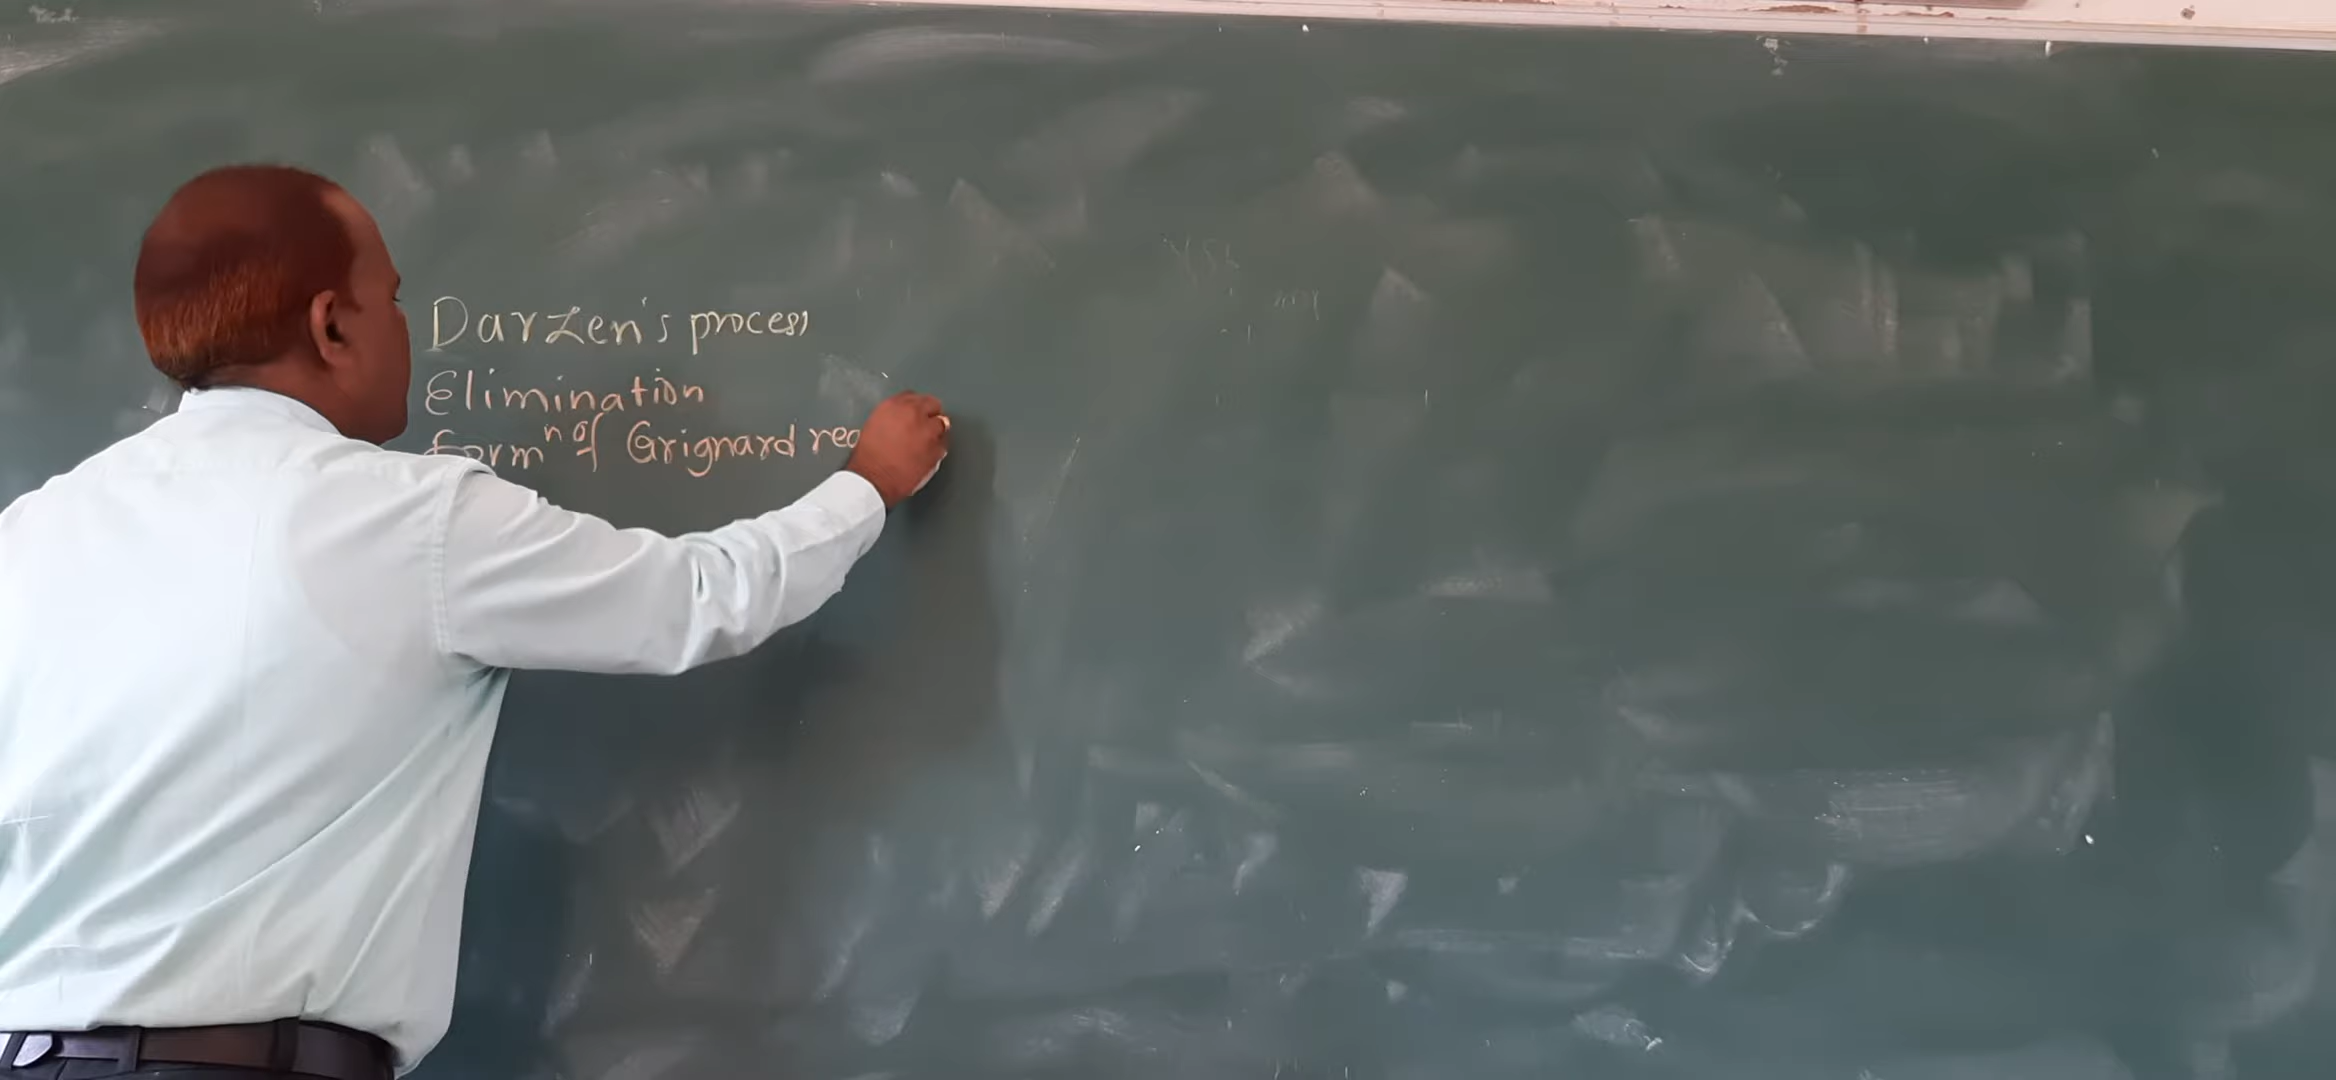 Darzen's process
Elimination
formⁿ of Grignard rea